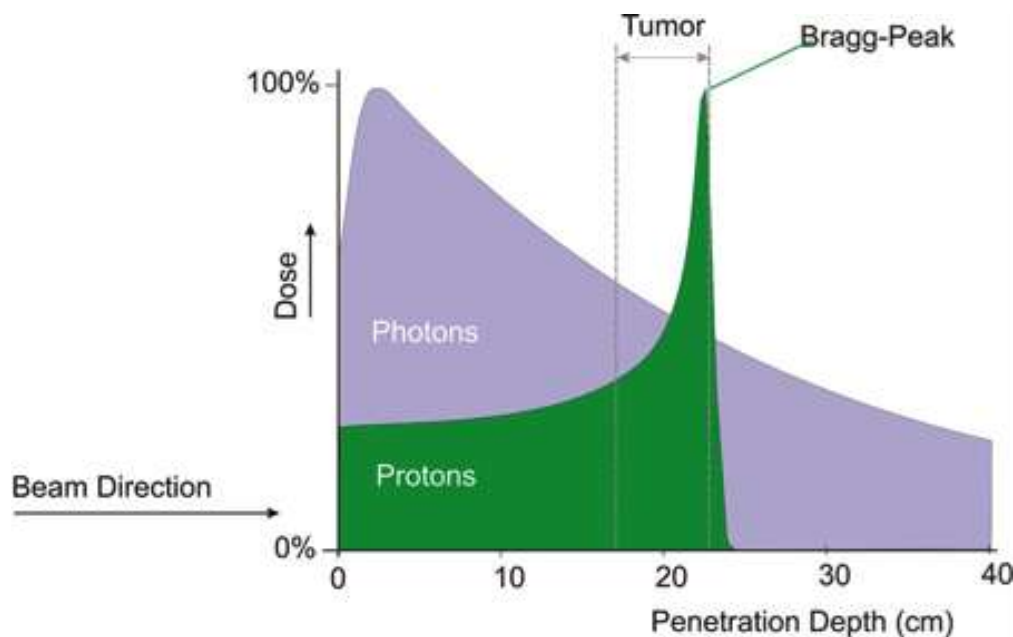 Tumor
Bragg-Peak
100%
Dose
Photons
Protons
Beam Direction
0%
0 10 20 30 40
Penetration Depth (cm)